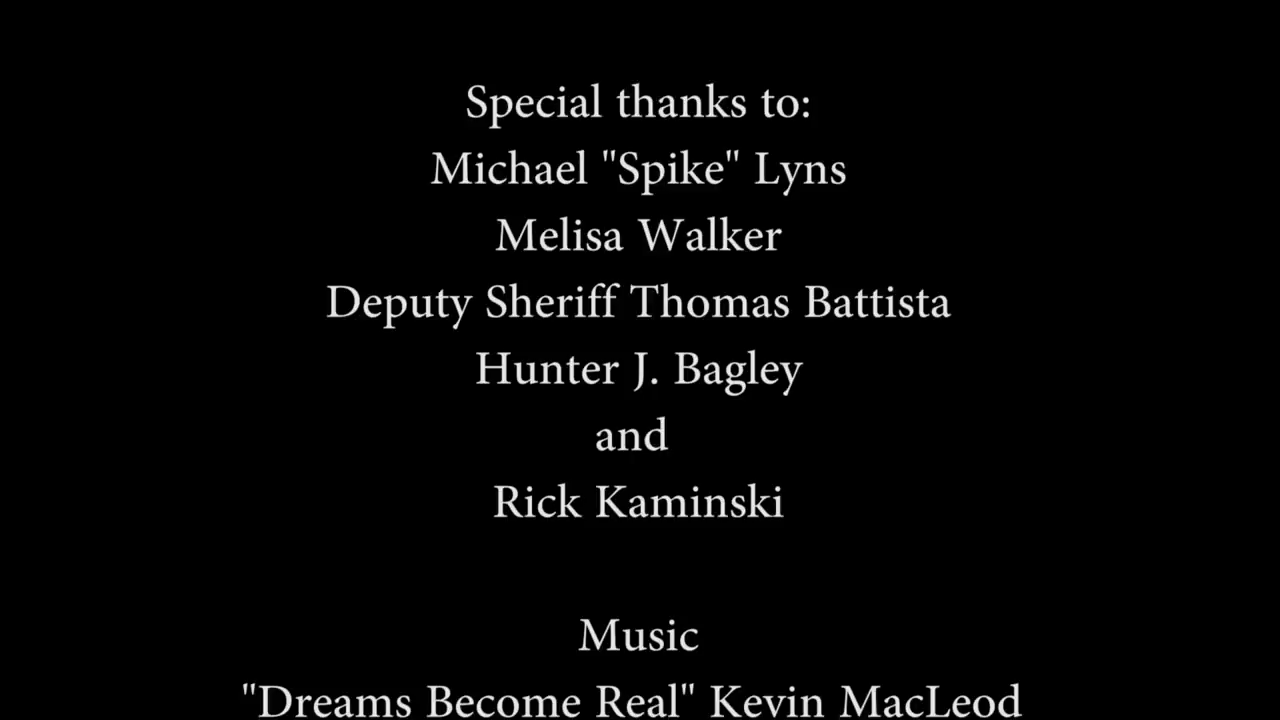 Special thanks to:
Michael "Spike" Lyns
Melisa Walker
Deputy Sheriff Thomas Battista
Hunter J. Bagley
and
Rick Kaminski
Music
"Dreams Become Real" Kevin MacLeod